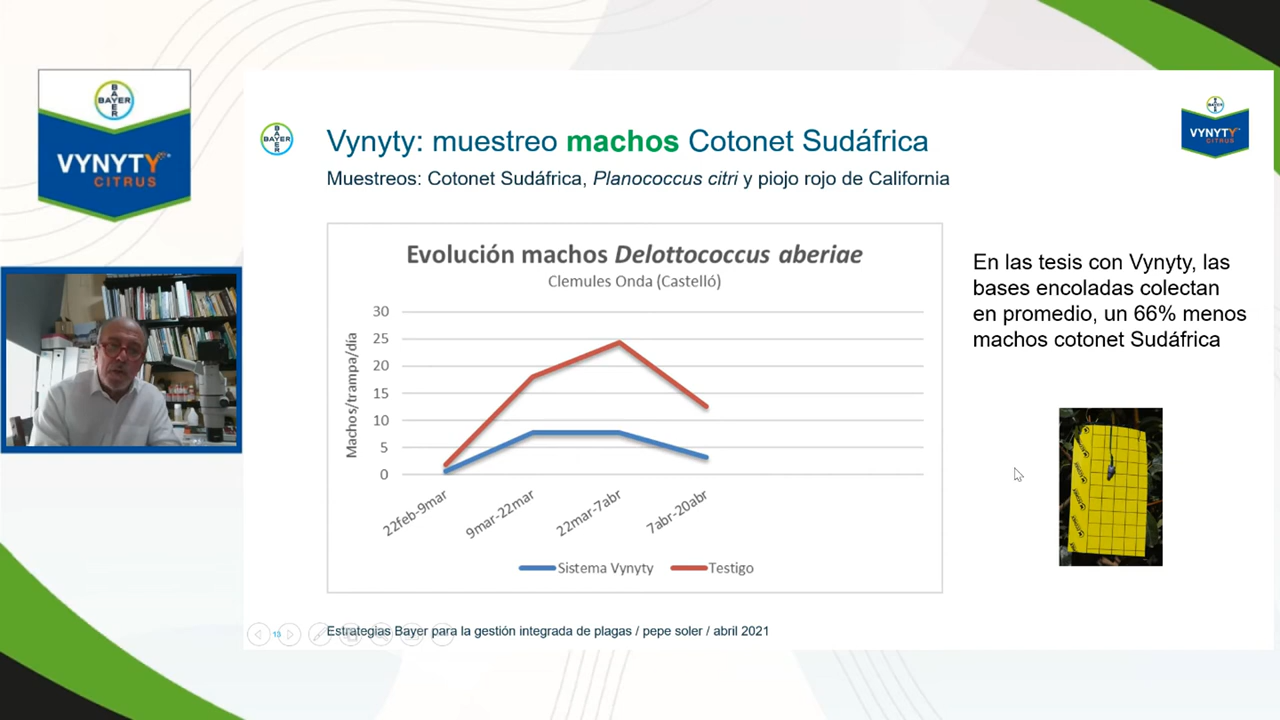 BAYER
BAYER
VYNYTY
CITRUS
BAYER
BAYER
Vynyty: muestreo machos Cotonet Sudáfrica
Muestreos: Cotonet Sudáfrica, Planococcus citri y piojo rojo de California
BAYER
BAYER
VYNYTY
CITRUS
Evolución machos Delottococcus aberiae
Clemules Onda (Castelló)
Machos/trampa/día
30
25
20
15
10
5
0
22feb-9mar
9mar-22mar
22mar-7abr
7abr-20abr
Sistema Vynyty
Testigo
En las tesis con Vynyty, las
bases encoladas colectan
en promedio, un 66% menos
machos cotonet Sudáfrica
13
Estrategias Bayer para la gestión integrada de plagas / pepe soler / abril 2021